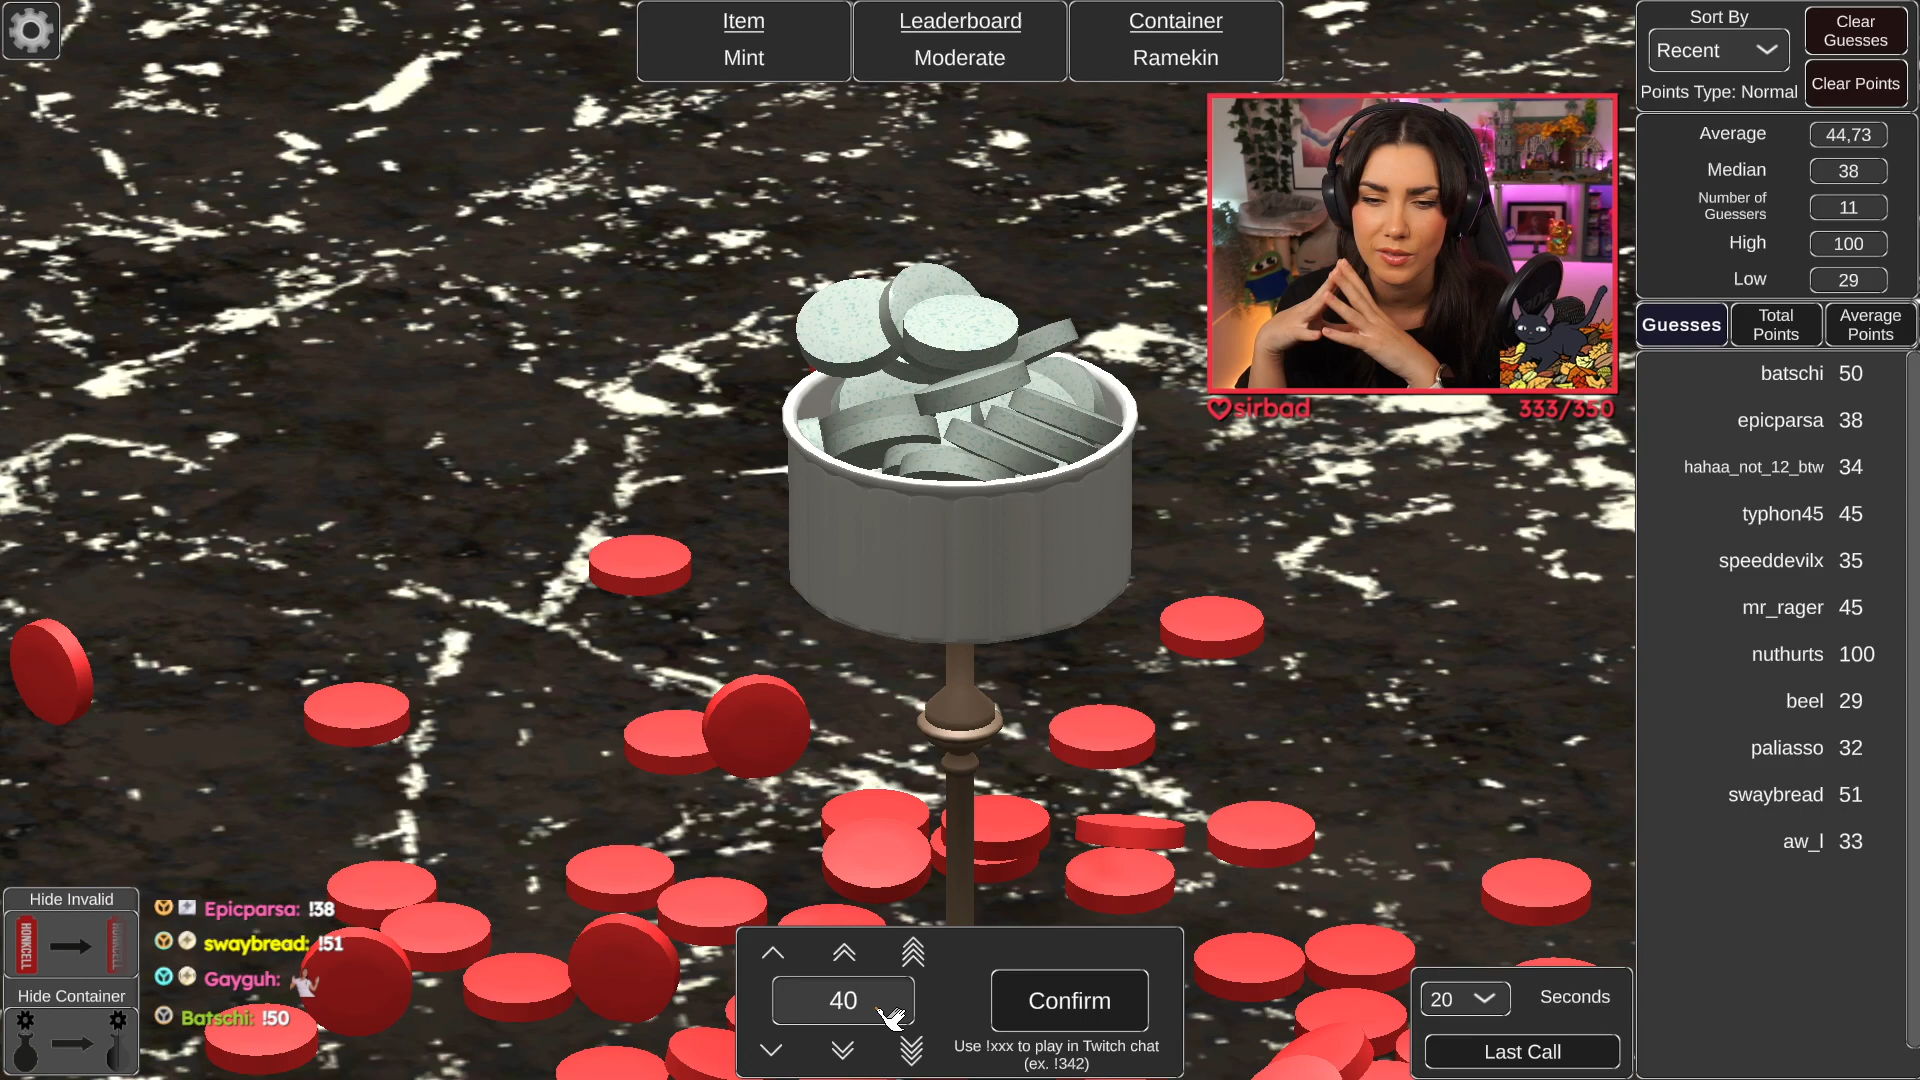 Item
Mint
Leaderboard
Moderate
Container
Ramekin
Sort By
Recent
Clear
Guesses
Points Type: Normal
Clear Points
Average 44,73
Median 38
Number of
Guessers 11
High 100
Low 29
Guesses
Total
Points
Average
Points
batschi 50
epicparsa 38
hahaa_not_12_btw 34
typhon45 45
speeddevilx 35
mr_rager 45
nuthurts 100
beel 29
paliasso 32
swaybread 51
aw_l 33
sirbad 333/350
Hide Invalid
HONKCELL
Hide Container
Epicparsa: !38
swaybread: !51
Gayguh:
Batschi: !50
40
Confirm
Use !xxx to play in Twitch chat
(ex. !342)
20 Seconds
Last Call